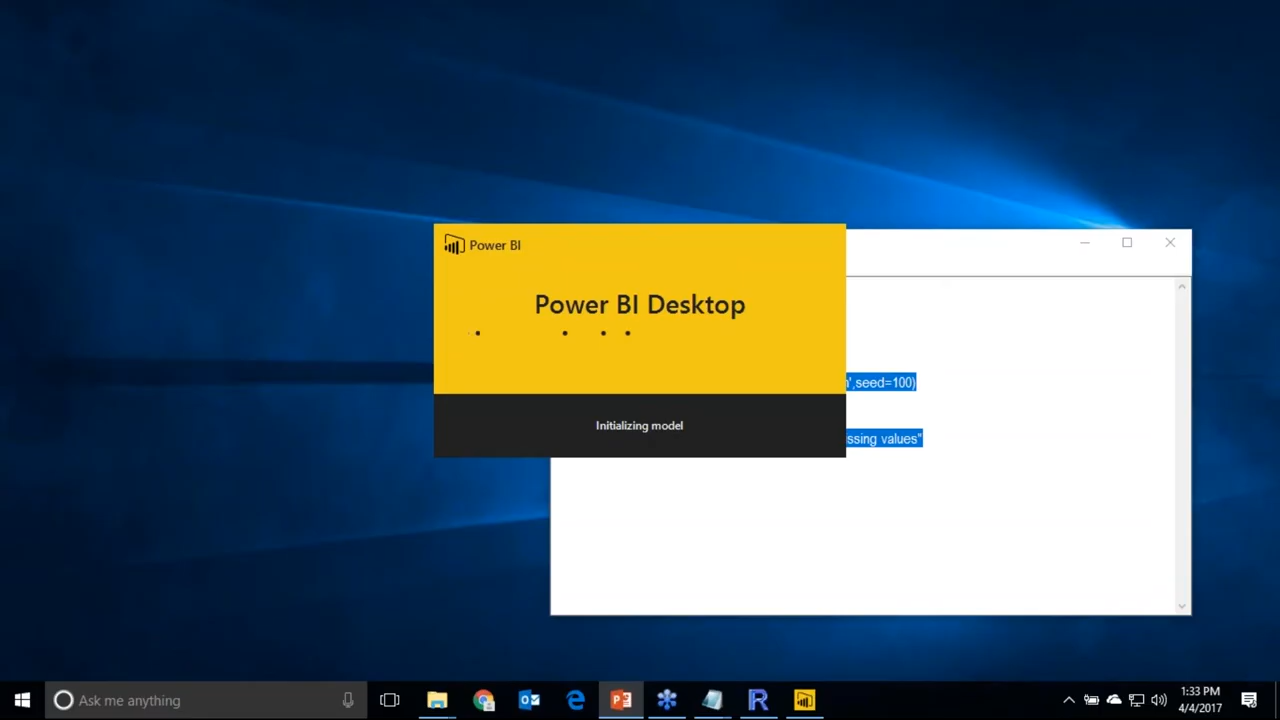 Power BI
Power BI Desktop
Initializing model
',seed=100)
ssing values"
Ask me anything
1:33 PM
4/4/2017